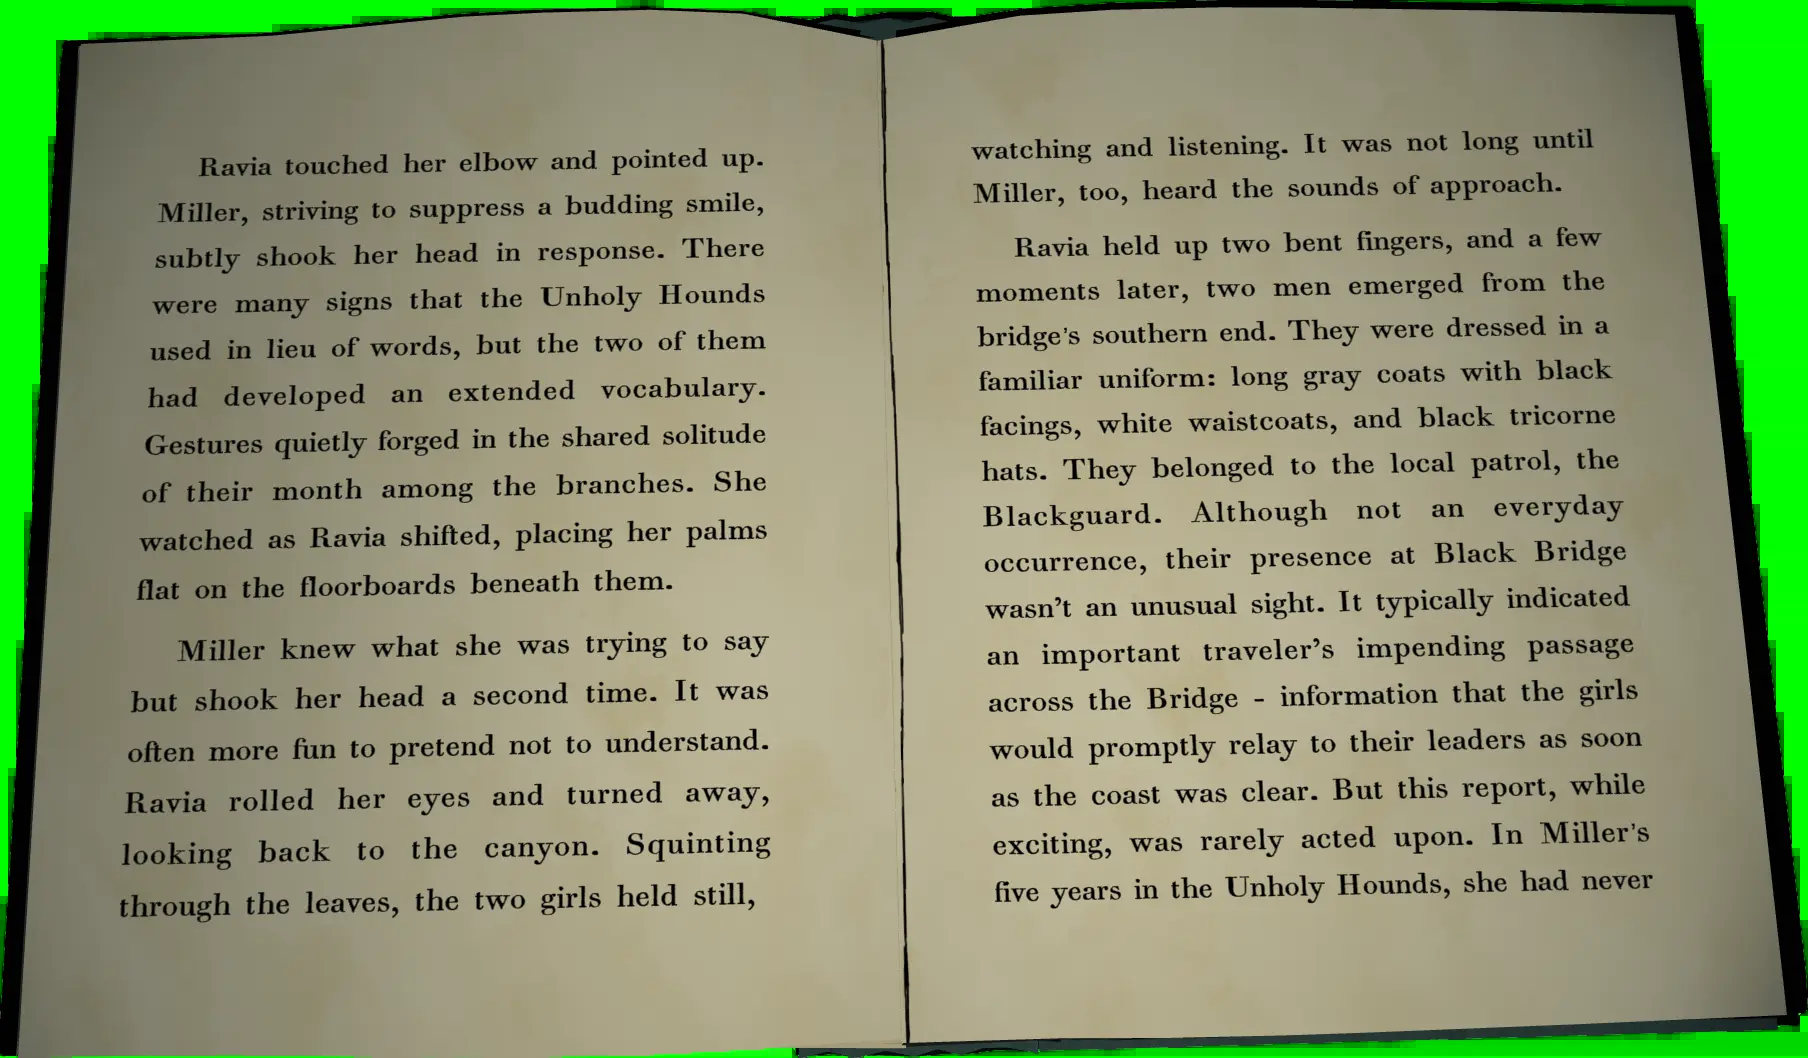 Ravia touched her elbow and pointed up.
Miller, striving to suppress a budding smile,
subtly shook her head in response. There
were many signs that the Unholy Hounds
used in lieu of words, but the two of them
had developed an extended vocabulary.
Gestures quietly forged in the shared solitude
of their month among the branches. She
watched as Ravia shifted, placing her palms
flat on the floorboards beneath them.
Miller knew what she was trying to say
but shook her head a second time. It was
often more fun to pretend not to understand.
Ravia rolled her eyes and turned away,
looking back to the canyon. Squinting
through the leaves, the two girls held still,
watching and listening. It was not long until
Miller, too, heard the sounds of approach.
Ravia held up two bent fingers, and a few
moments later, two men emerged from the
bridge's southern end. They were dressed in a
familiar uniform: long gray coats with black
facings, white waistcoats, and black tricorne
hats. They belonged to the local patrol, the
Blackguard. Although not an everyday
occurrence, their presence at Black Bridge
wasn’t an unusual sight. It typically indicated
an important traveler’s impending passage
across the Bridge - information that the girls
would promptly relay to their leaders as soon
as the coast was clear. But this report, while
exciting, was rarely acted upon. In Miller's
five years in the Unholy Hounds, she had never